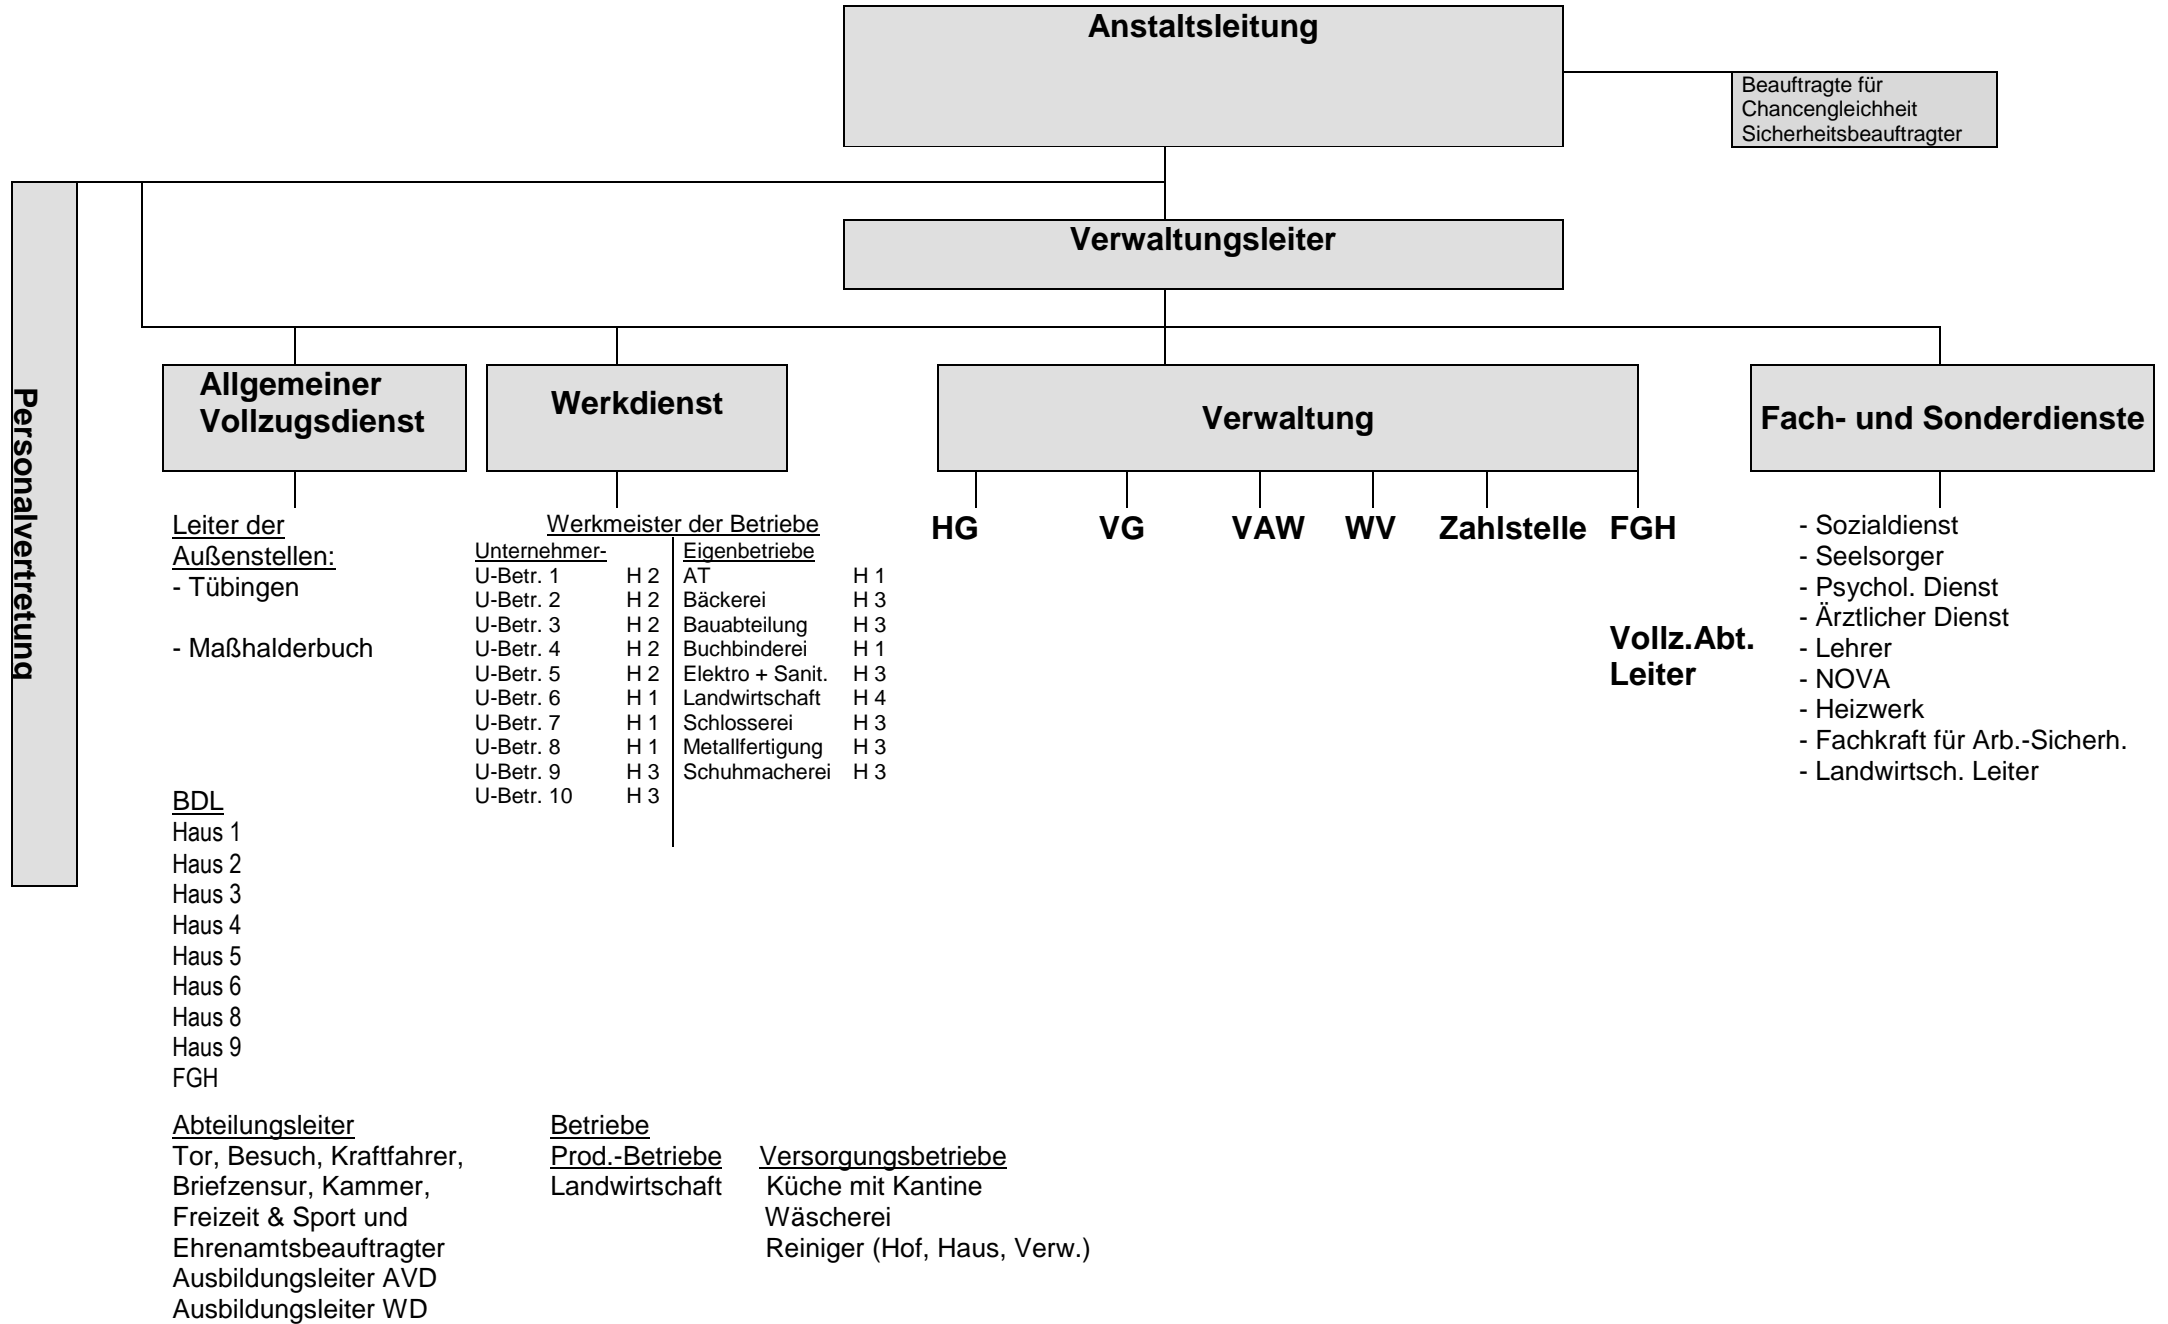 Anstaltsleitung
Beauftragte für
Chancengleichheit
Sicherheitsbeauftragter
Personalvertretung
Verwaltungsleiter
Allgemeiner
Vollzugsdienst
Werkdienst
Verwaltung
Fach- und Sonderdienste
Leiter der
Außenstellen:
- Tübingen
- Maßhalderbuch
BDL
Haus 1
Haus 2
Haus 3
Haus 4
Haus 5
Haus 6
Haus 8
Haus 9
FGH
Abteilungsleiter
Tor, Besuch, Kraftfahrer,
Briefzensur, Kammer,
Freizeit & Sport und
Ehrenamtsbeauftragter
Ausbildungsleiter AVD
Ausbildungsleiter WD
Werkmeister der Betriebe
Unternehmer-
U-Betr. 1 H 2
U-Betr. 2 H 2
U-Betr. 3 H 2
U-Betr. 4 H 2
U-Betr. 5 H 2
U-Betr. 6 H 1
U-Betr. 7 H 1
U-Betr. 8 H 1
U-Betr. 9 H 3
U-Betr. 10 H 3
Eigenbetriebe
AT H 1
Bäckerei H 3
Bauabteilung H 3
Buchbinderei H 1
Elektro + Sanit. H 3
Landwirtschaft H 4
Schlosserei H 3
Metallfertigung H 3
Schuhmacherei H 3
Betriebe
Prod.-Betriebe
Landwirtschaft
Versorgungsbetriebe
Küche mit Kantine
Wäscherei
Reiniger (Hof, Haus, Verw.)
HG VG VAW WV Zahlstelle FGH
Vollz.Abt.
Leiter
- Sozialdienst
- Seelsorger
- Psychol. Dienst
- Ärztlicher Dienst
- Lehrer
- NOVA
- Heizwerk
- Fachkraft für Arb.-Sicherh.
- Landwirtsch. Leiter